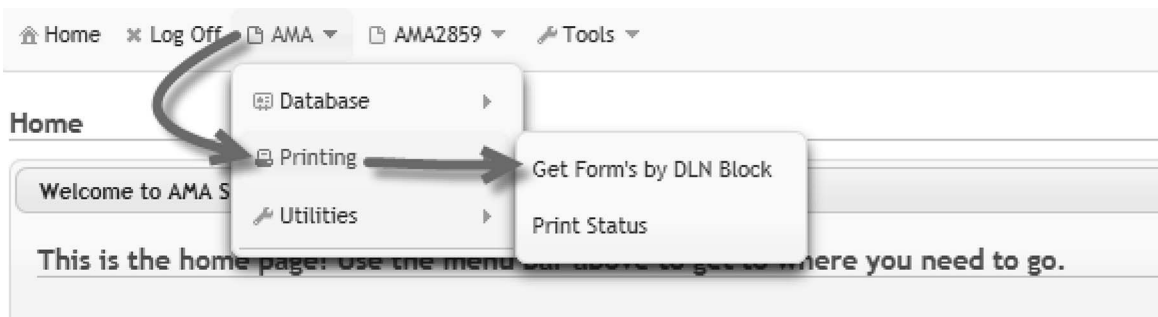 Home Log Off AMA AMA2859 Tools
Database
Home
Printing
Get Form's by DLN Block
Welcome to AMA S
Utilities
Print Status
This is the home page! Use the menu bar above to get to where you need to go.